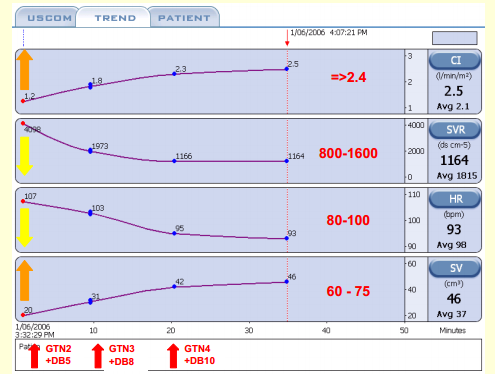 USCOM TREND PATIENT
1/06/2006 4:07:21 PM
1.2 1.8 2.3 2.5
=>2.4
3
2
1
CI
(l/min/m²)
2.5
Avg 2.1
4098 1973 1166 1164
800-1600
4000
2000
0
SVR
(ds cm-5)
1164
Avg 1815
107 103 95 93
80-100
110
100
90
HR
(bpm)
93
Avg 98
20 31 42 46
60 - 75
60
40
20
SV
(cm³)
46
Avg 37
1/06/2006
3:32:29 PM
10 20 30 40 50 Minutes
GTN2 GTN3 GTN4
+DB5 +DB8 +DB10